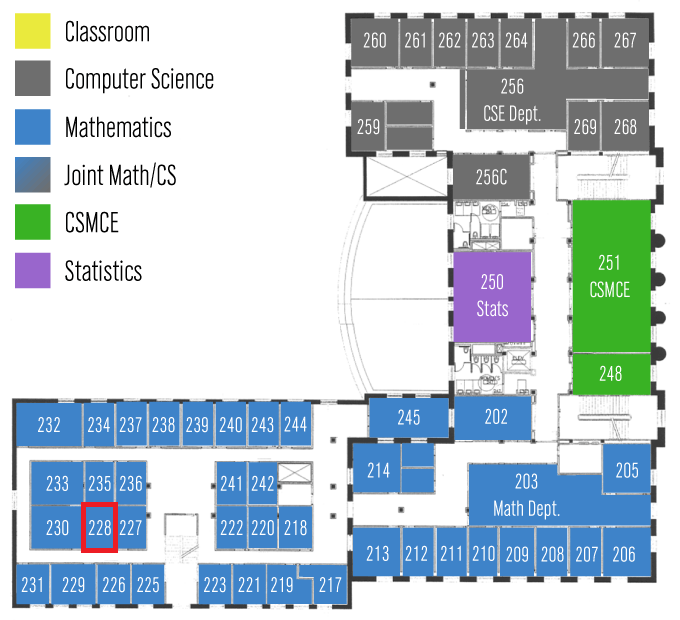 Classroom
Computer Science
Mathematics
Joint Math/CS
CSMCE
Statistics
260 261 262 263 264 266 267
256
CSE Dept.
259 269 268
256C
250
Stats
251
CSMCE
248
232 234 237 238 239 240 243 244
245 202
233 235 236 241 242
214 203
Math Dept.
205
230 228 227 222 220 218
213 212 211 210 209 208 207 206
231 229 226 225 223 221 219 217